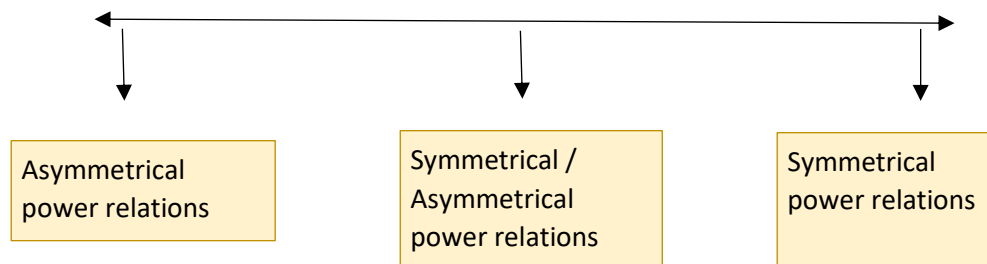 Asymmetrical
power relations
Symmetrical /
Asymmetrical
power relations
Symmetrical
power relations